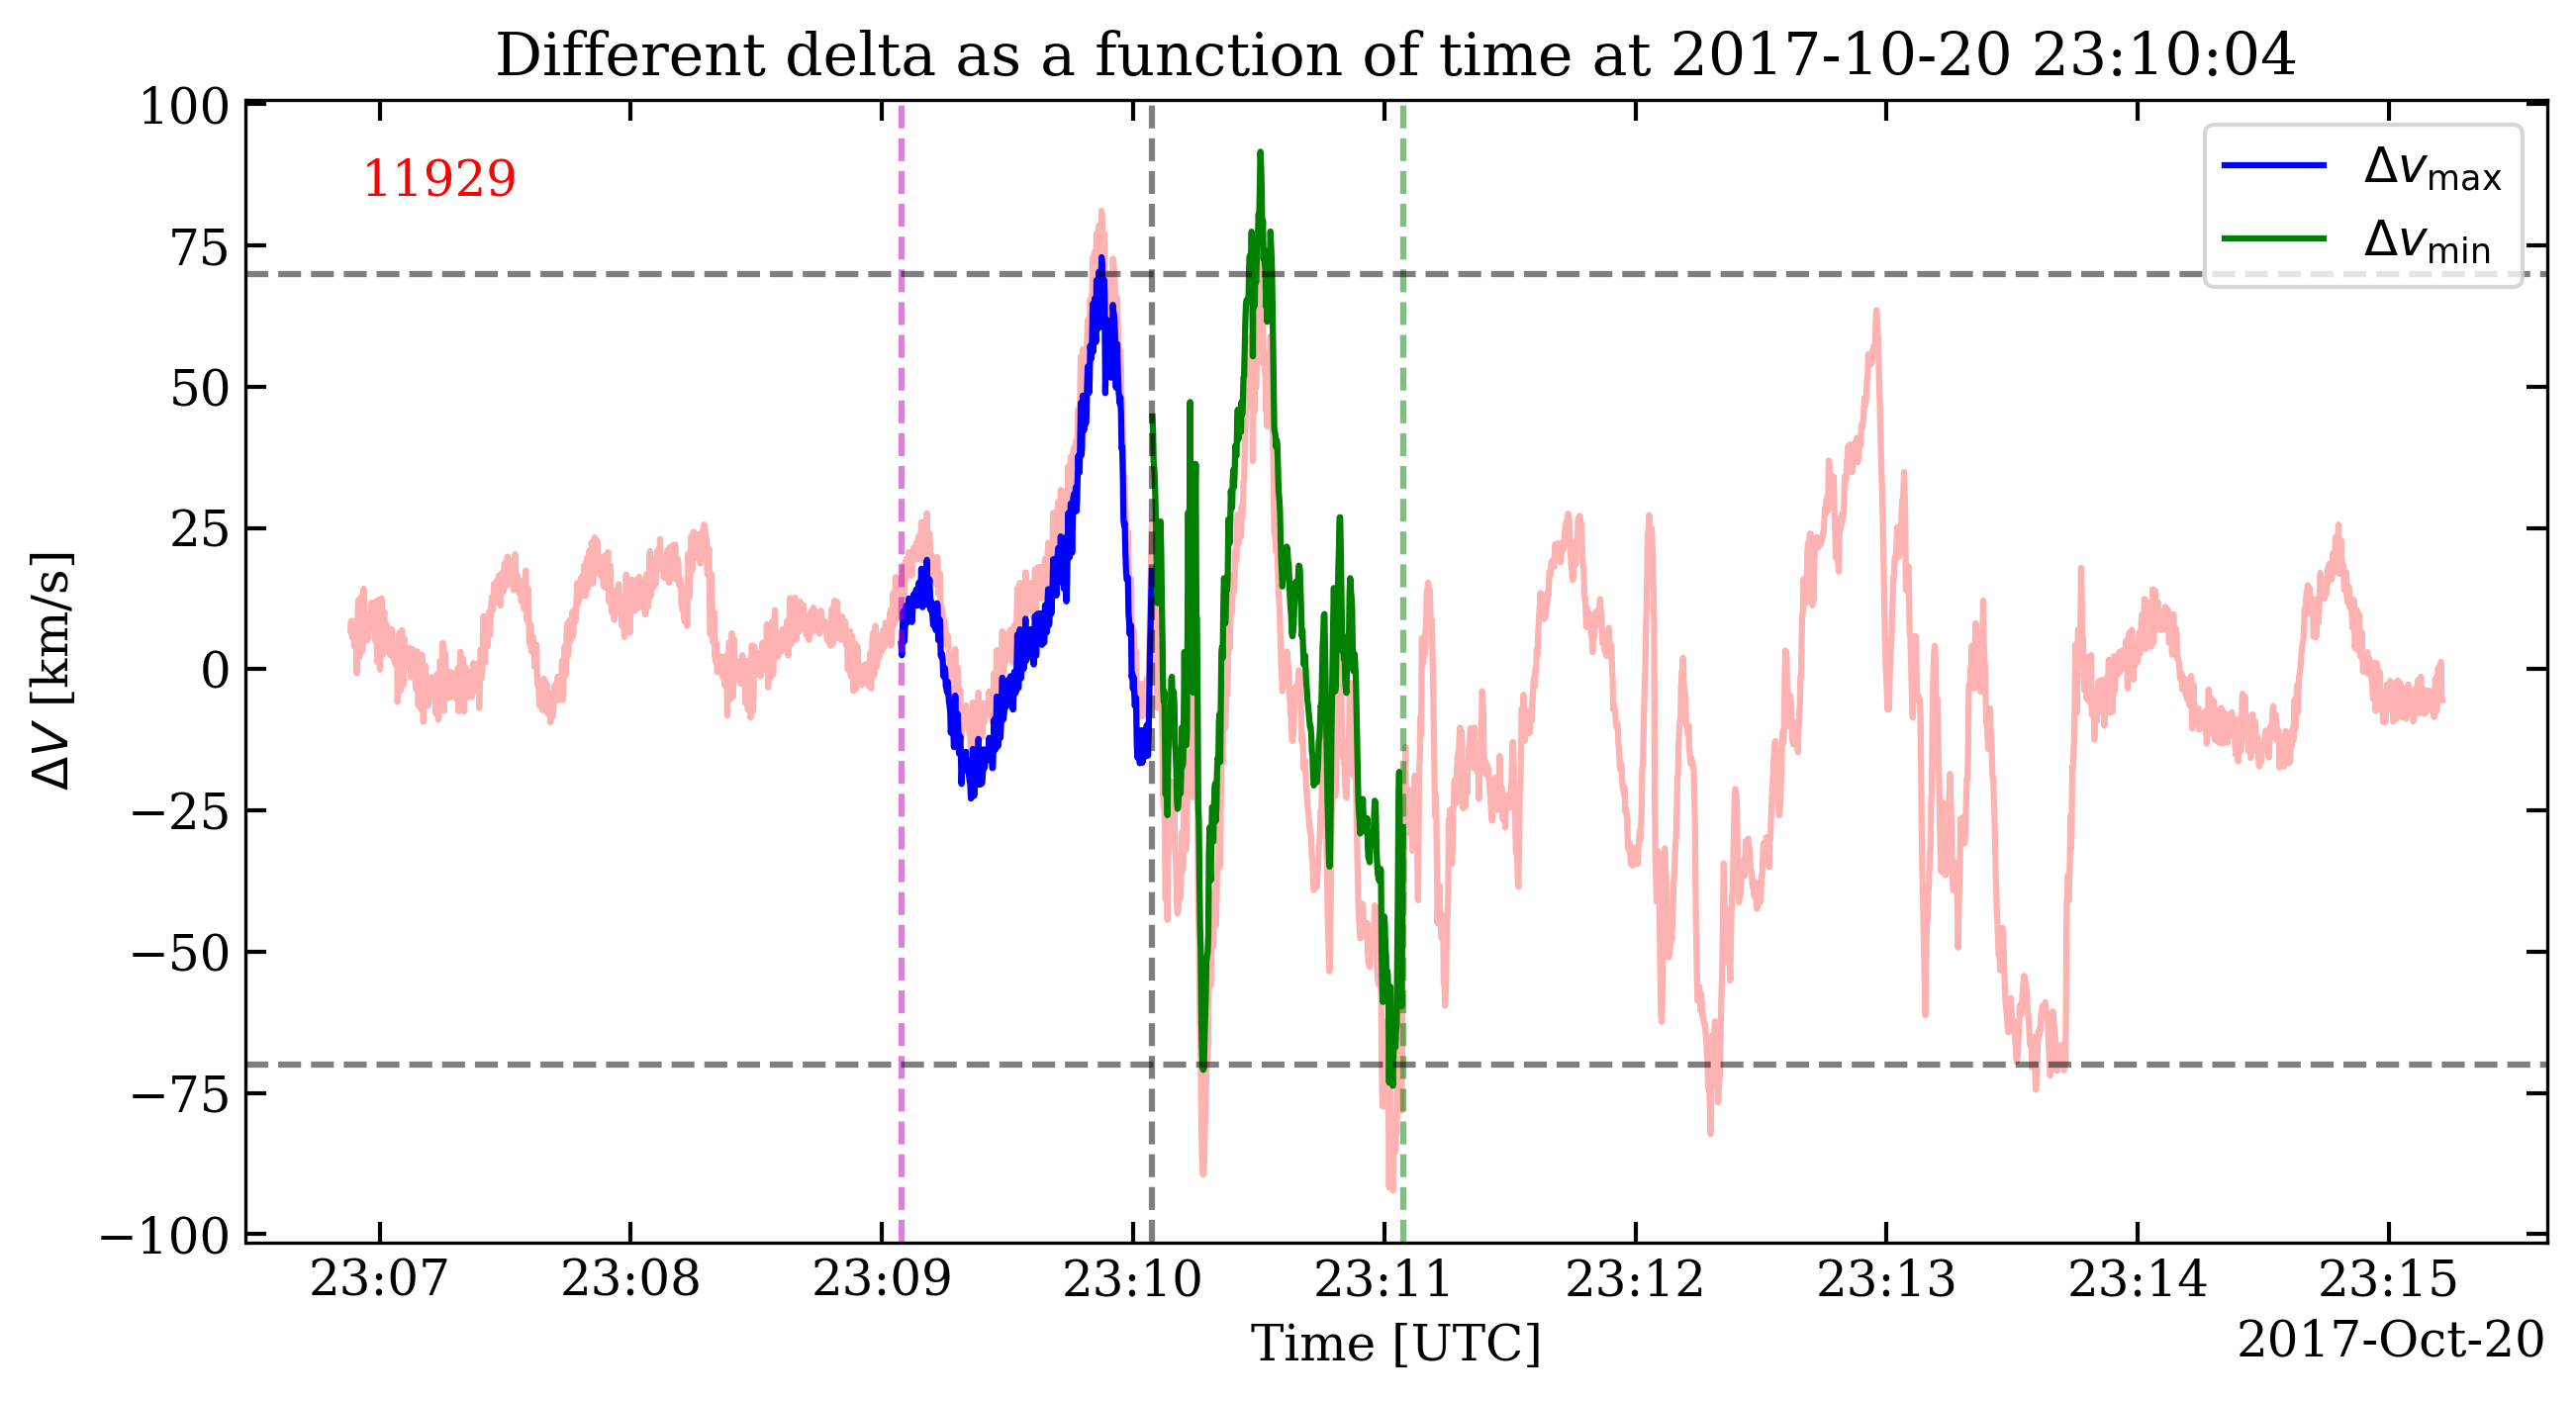 Different delta as a function of time at 2017-10-20 23:10:04
100
75
50
25
0
−25
−50
−75
−100
ΔV [km/s]
11929
Δv_max
Δv_min
23:07 23:08 23:09 23:10 23:11 23:12 23:13 23:14 23:15
Time [UTC]
2017-Oct-20